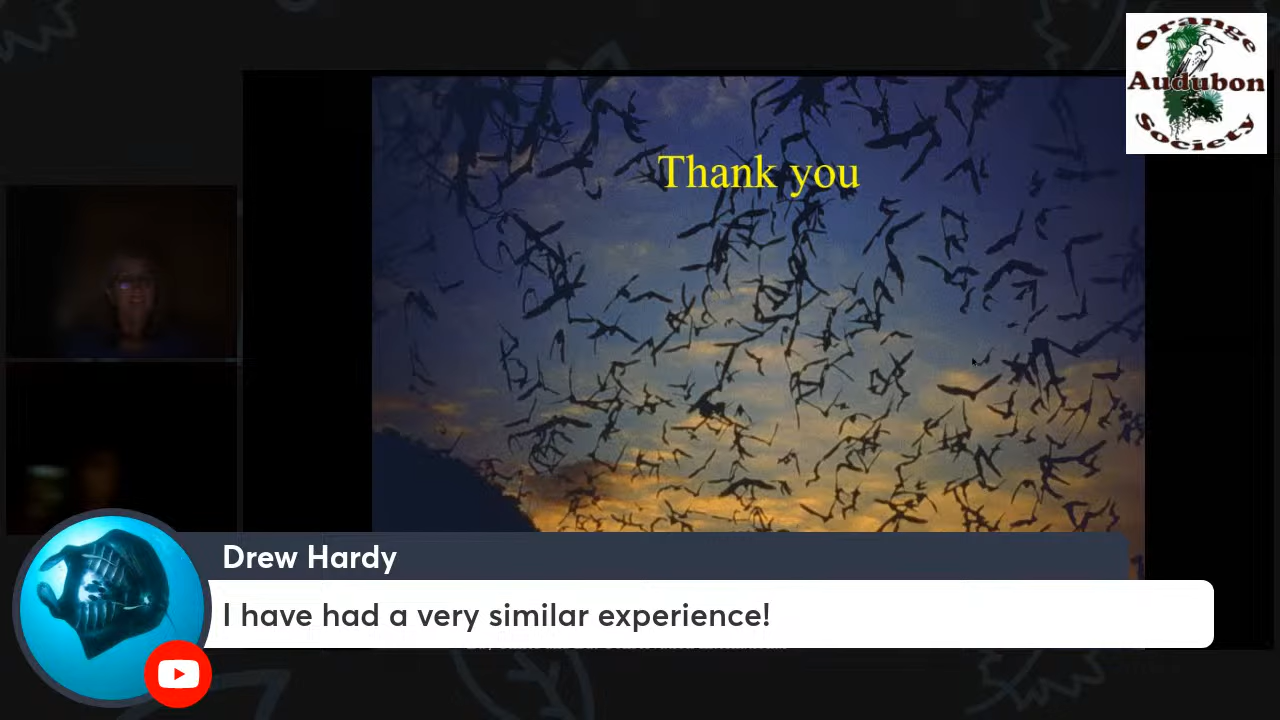 Orange
Audubon
Society
Thank you
Drew Hardy
I have had a very similar experience!